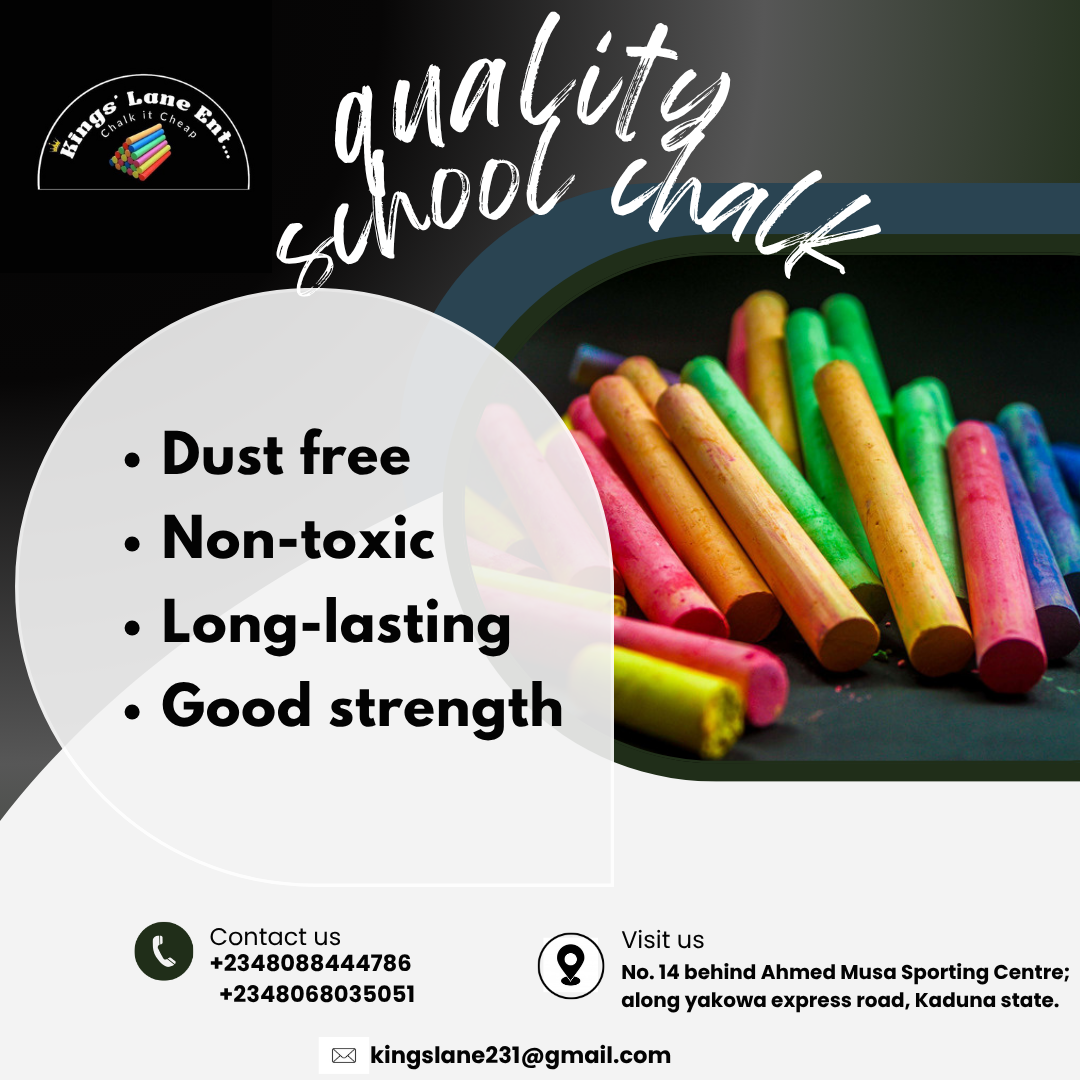 Kings' Lane Ent...
Chalk it Cheap
quality
school chalk
• Dust free
• Non-toxic
• Long-lasting
• Good strength
Contact us
+2348088444786
+2348068035051
Visit us
No. 14 behind Ahmed Musa Sporting Centre;
along yakowa express road, Kaduna state.
kingslane231@gmail.com